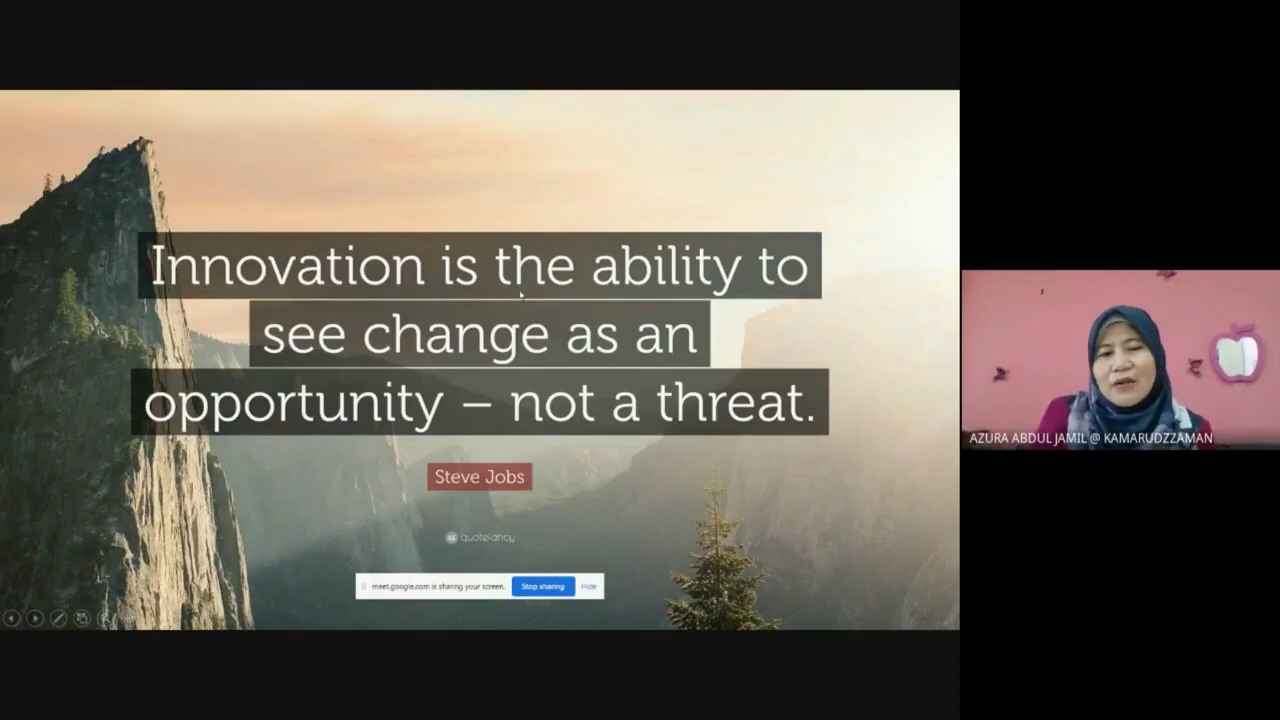 Innovation is the ability to
see change as an
opportunity – not a threat.
Steve Jobs
quotefancy
meet.google.com is sharing your screen. Stop sharing Hide
AZURA ABDUL JAMIL @ KAMARUDZZAMAN